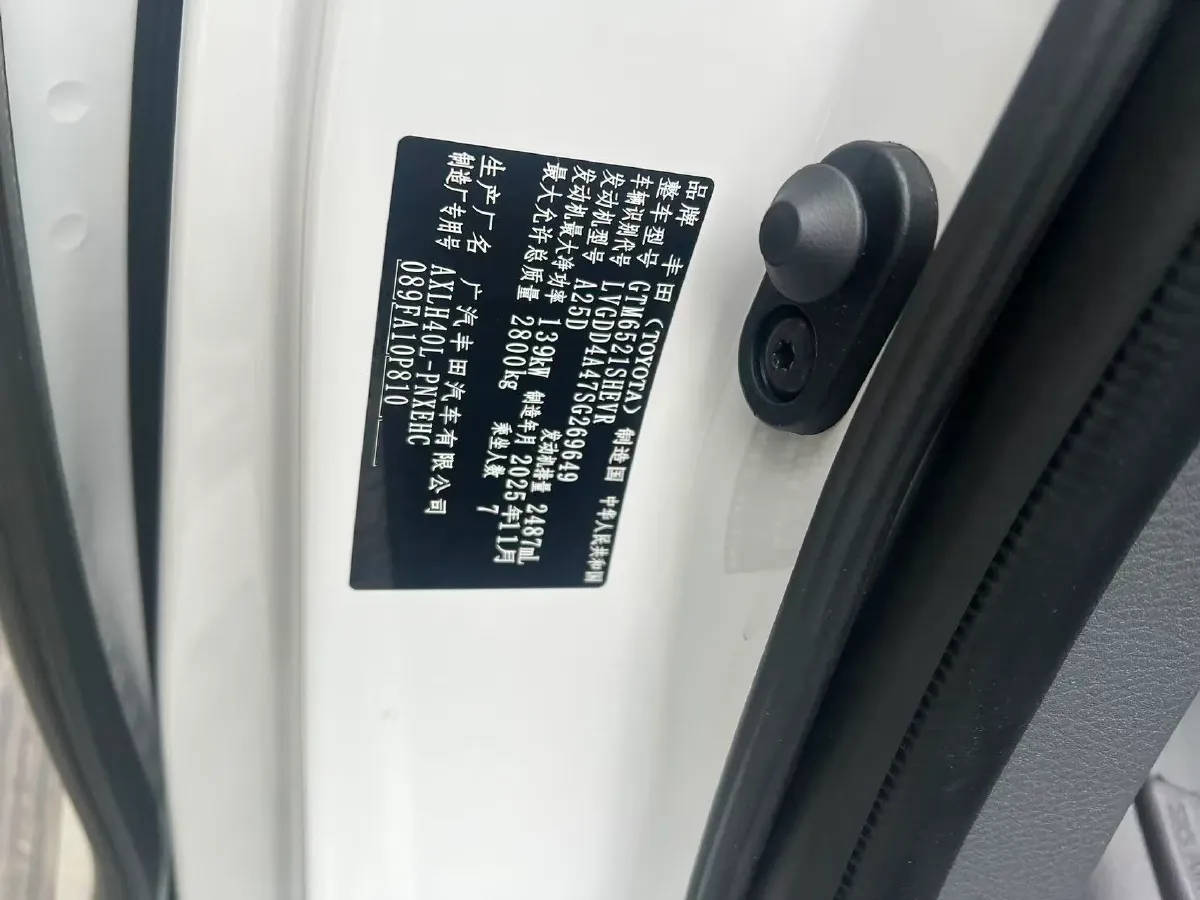 品牌 丰田 (TOYOTA) 制造国 中华人民共和国
整车型号 GTM6521SHEVR
车辆识别代号 LVGDD4A47SG269649
发动机型号 A25D 发动机排量 2487mL
发动机最大净功率 139kW 制造年月 2025年11月
最大允许总质量 2800kg 乘坐人数 7
生产厂名 广汽丰田汽车有限公司
制造厂专用号 AXLH40L-PNXEHC
089FA10P810